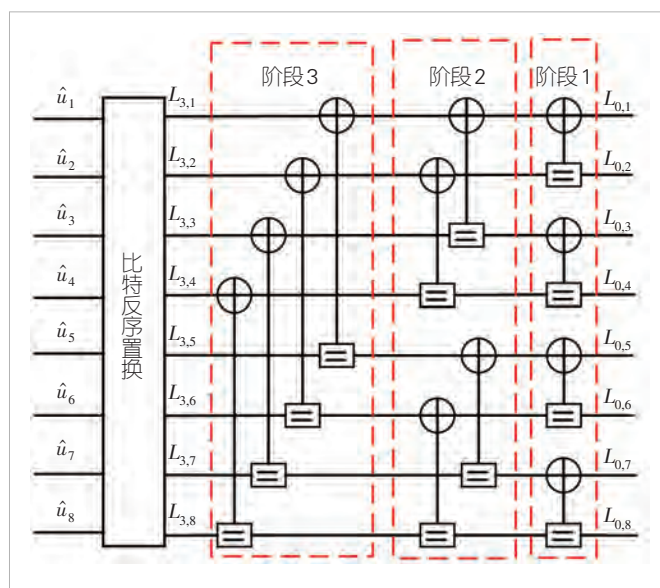 阶段3 阶段2 阶段1
û₁ L₃,₁ L₀,₁
û₂ L₃,₂ L₀,₂
û₃ L₃,₃ L₀,₃
û₄ L₃,₄ L₀,₄
û₅ L₃,₅ L₀,₅
û₆ L₃,₆ L₀,₆
û₇ L₃,₇ L₀,₇
û₈ L₃,₈ L₀,₈
比特反序置换